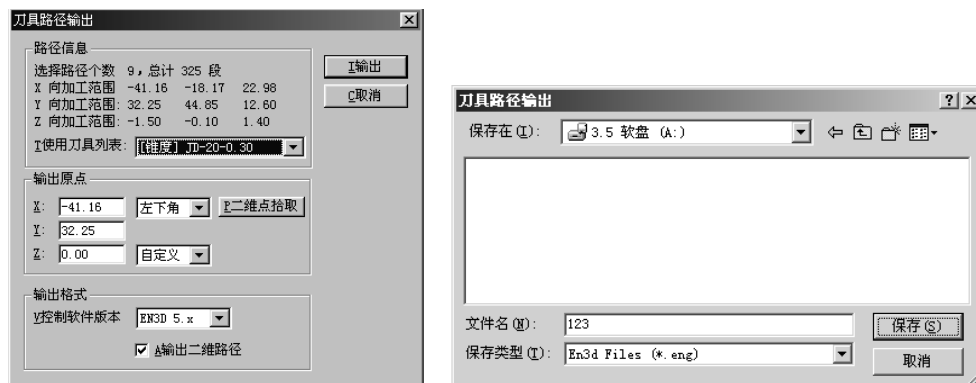 刀具路径输出
路径信息
选择路径个数 9，总计 325 段
X 向加工范围 -41.16 -18.17 22.98
Y 向加工范围: 32.25 44.85 12.60
Z 向加工范围: -1.50 -0.10 1.40
T使用刀具列表: [锥度] JD-20-0.30
I输出
C取消
输出原点
X: -41.16 左下角 P二维点拾取
Y: 32.25
Z: 0.00 自定义
输出格式
V控制软件版本 EN3D 5.x
A输出二维路径
刀具路径输出
保存在(I): 3.5 软盘 (A:)
文件名(N): 123 保存(S)
保存类型(T): En3d Files (*.eng) 取消